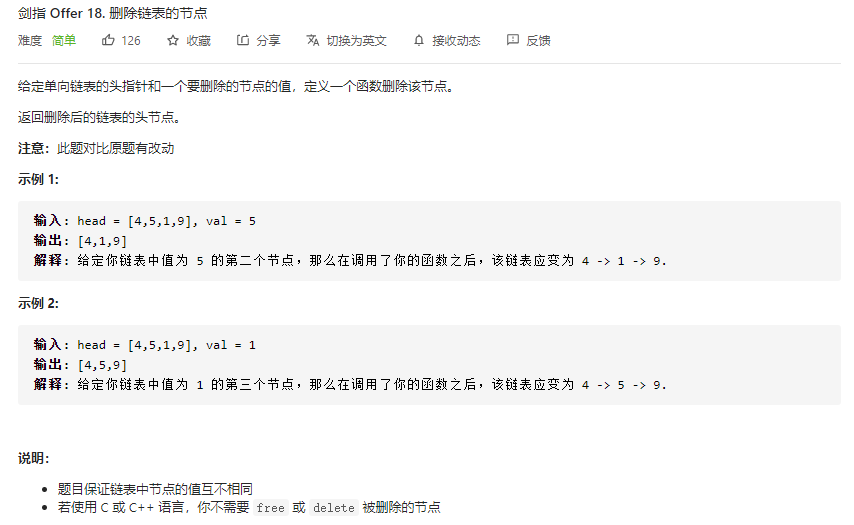 剑指 Offer 18. 删除链表的节点
难度 简单 126 收藏 分享 切换为英文 接收动态 反馈
给定单向链表的头指针和一个要删除的节点的值，定义一个函数删除该节点。
返回删除后的链表的头节点。
注意：此题对比原题有改动
示例 1:
输入: head = [4,5,1,9], val = 5
输出: [4,1,9]
解释: 给定你链表中值为 5 的第二个节点，那么在调用了你的函数之后，该链表应变为 4 -> 1 -> 9.
示例 2:
输入: head = [4,5,1,9], val = 1
输出: [4,5,9]
解释: 给定你链表中值为 1 的第三个节点，那么在调用了你的函数之后，该链表应变为 4 -> 5 -> 9.
说明：
题目保证链表中节点的值互不相同
若使用 C 或 C++ 语言，你不需要 free 或 delete 被删除的节点